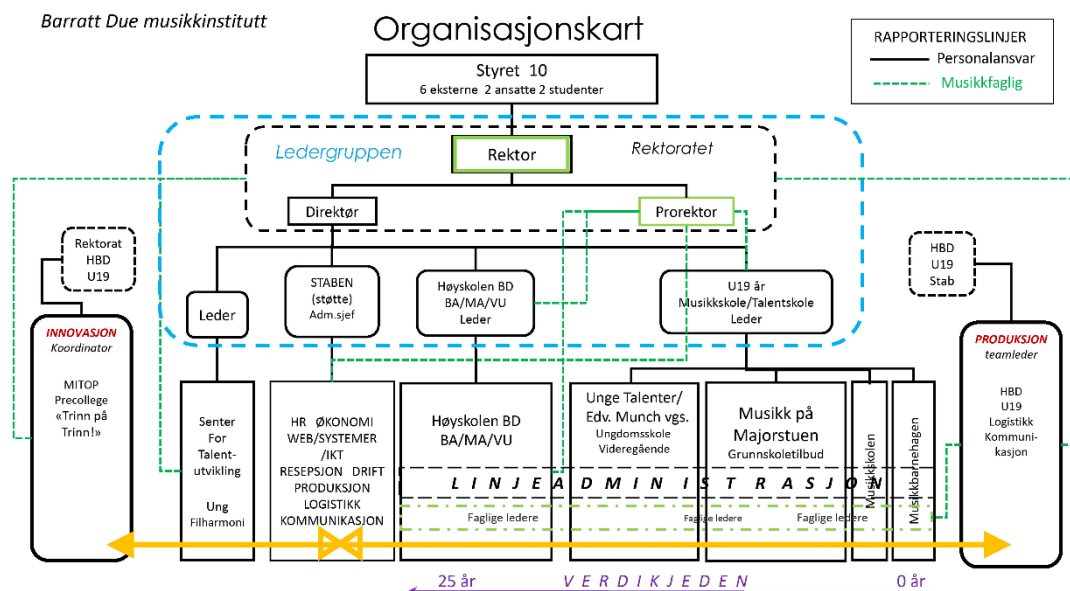 Barratt Due musikkinstitutt
Organisasjonskart
RAPPORTERINGSLINJER
Personalansvar
Musikkfaglig
Styret 10
6 eksterne 2 ansatte 2 studenter
Ledergruppen
Rektor
Rektoratet
Direktør
Prorektor
Rektorat
HBD
U19
Leder
STABEN
(støtte)
Adm.sjef
Høyskolen BD
BA/MA/VU
Leder
U19 år
Musikkskole/Talentskole
Leder
HBD
U19
Stab
INNOVASJON
Koordinator
MITOP
Precollege
«Trinn på
Trinn!»
Senter
For
Talent-
utvikling
Ung
Filharmoni
HR ØKONOMI
WEB/SYSTEMER
/IKT
RESEPSJON DRIFT
PRODUKSJON
LOGISTIKK
KOMMUNIKASJON
Høyskolen BD
BA/MA/VU
Unge Talenter/
Edv. Munch vgs.
Ungdomsskole
Videregående
Musikk på
Majorstuen
Grunnskoletilbud
Musikkskolen
Musikkbarnehagen
PRODUKSJON
teamleder
HBD
U19
Logistikk
Kommuni-
kasjon
LINJEADMINISTRASJON
Faglige ledere
Faglige ledere
Faglige ledere
25 år
VERDIKJEDEN
0 år